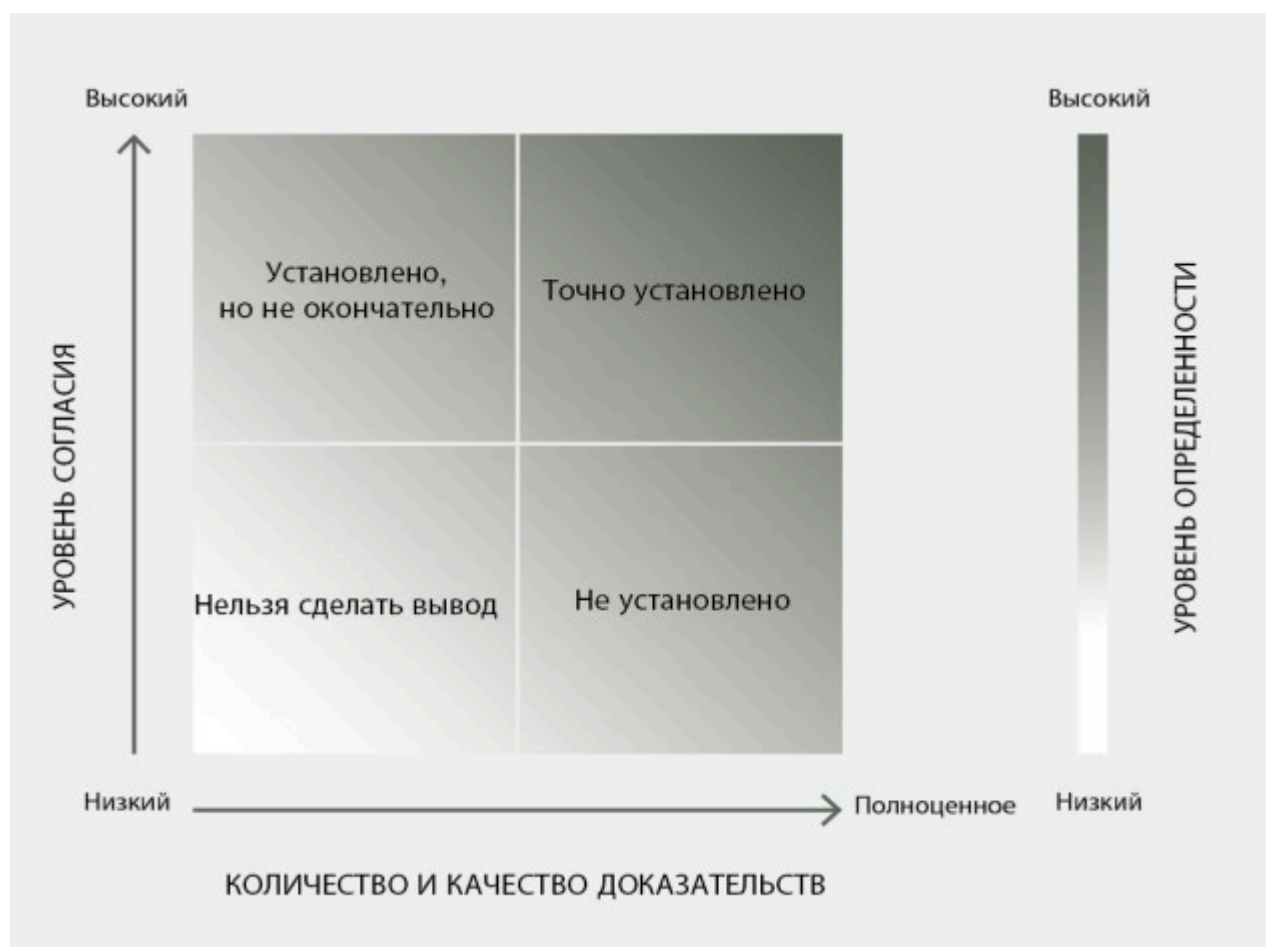 Высокий
Высокий
Установлено,
но не окончательно
Точно установлено
УРОВЕНЬ СОГЛАСИЯ
УРОВЕНЬ ОПРЕДЕЛЕННОСТИ
Нельзя сделать вывод
Не установлено
Низкий
Полноценное
Низкий
КОЛИЧЕСТВО И КАЧЕСТВО ДОКАЗАТЕЛЬСТВ